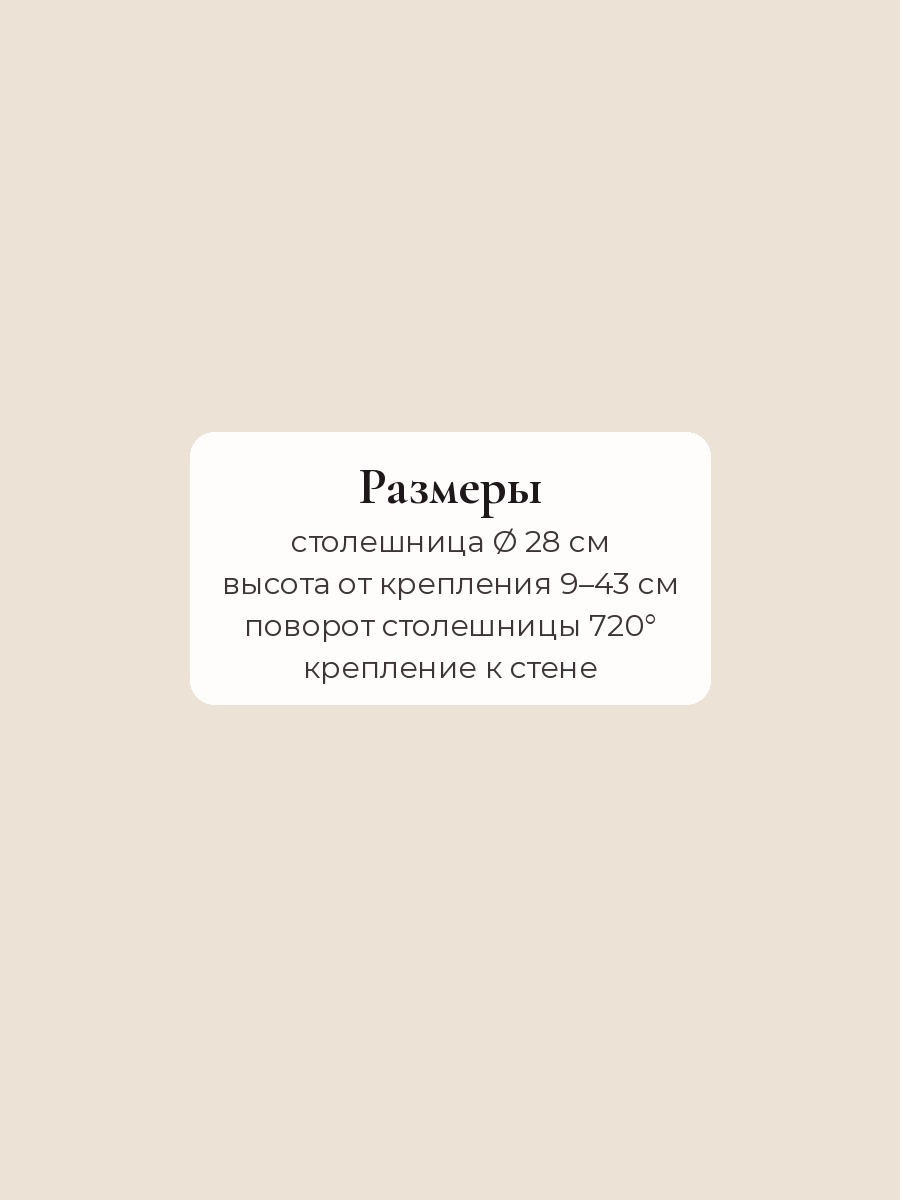 Размеры
столешница Ø 28 см
высота от крепления 9–43 см
поворот столешницы 720°
крепление к стене